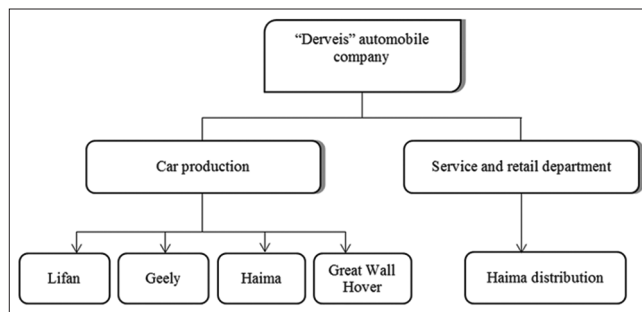 “Derveis” automobile
company
Car production
Service and retail department
Lifan
Geely
Haima
Great Wall
Hover
Haima distribution